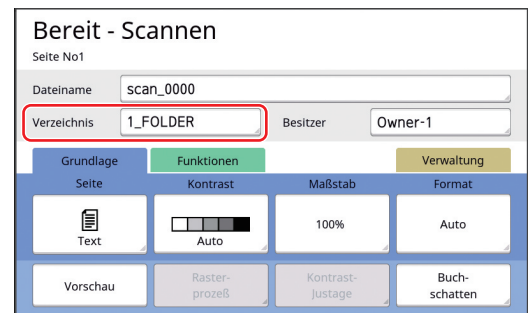 Bereit - Scannen
Seite No1
Dateiname scan_0000
Verzeichnis 1_FOLDER Besitzer Owner-1
Grundlage Funktionen Verwaltung
Seite Kontrast Maßstab Format
Text Auto 100% Auto
Vorschau Raster-
prozeß Kontrast-
Justage Buch-
schatten